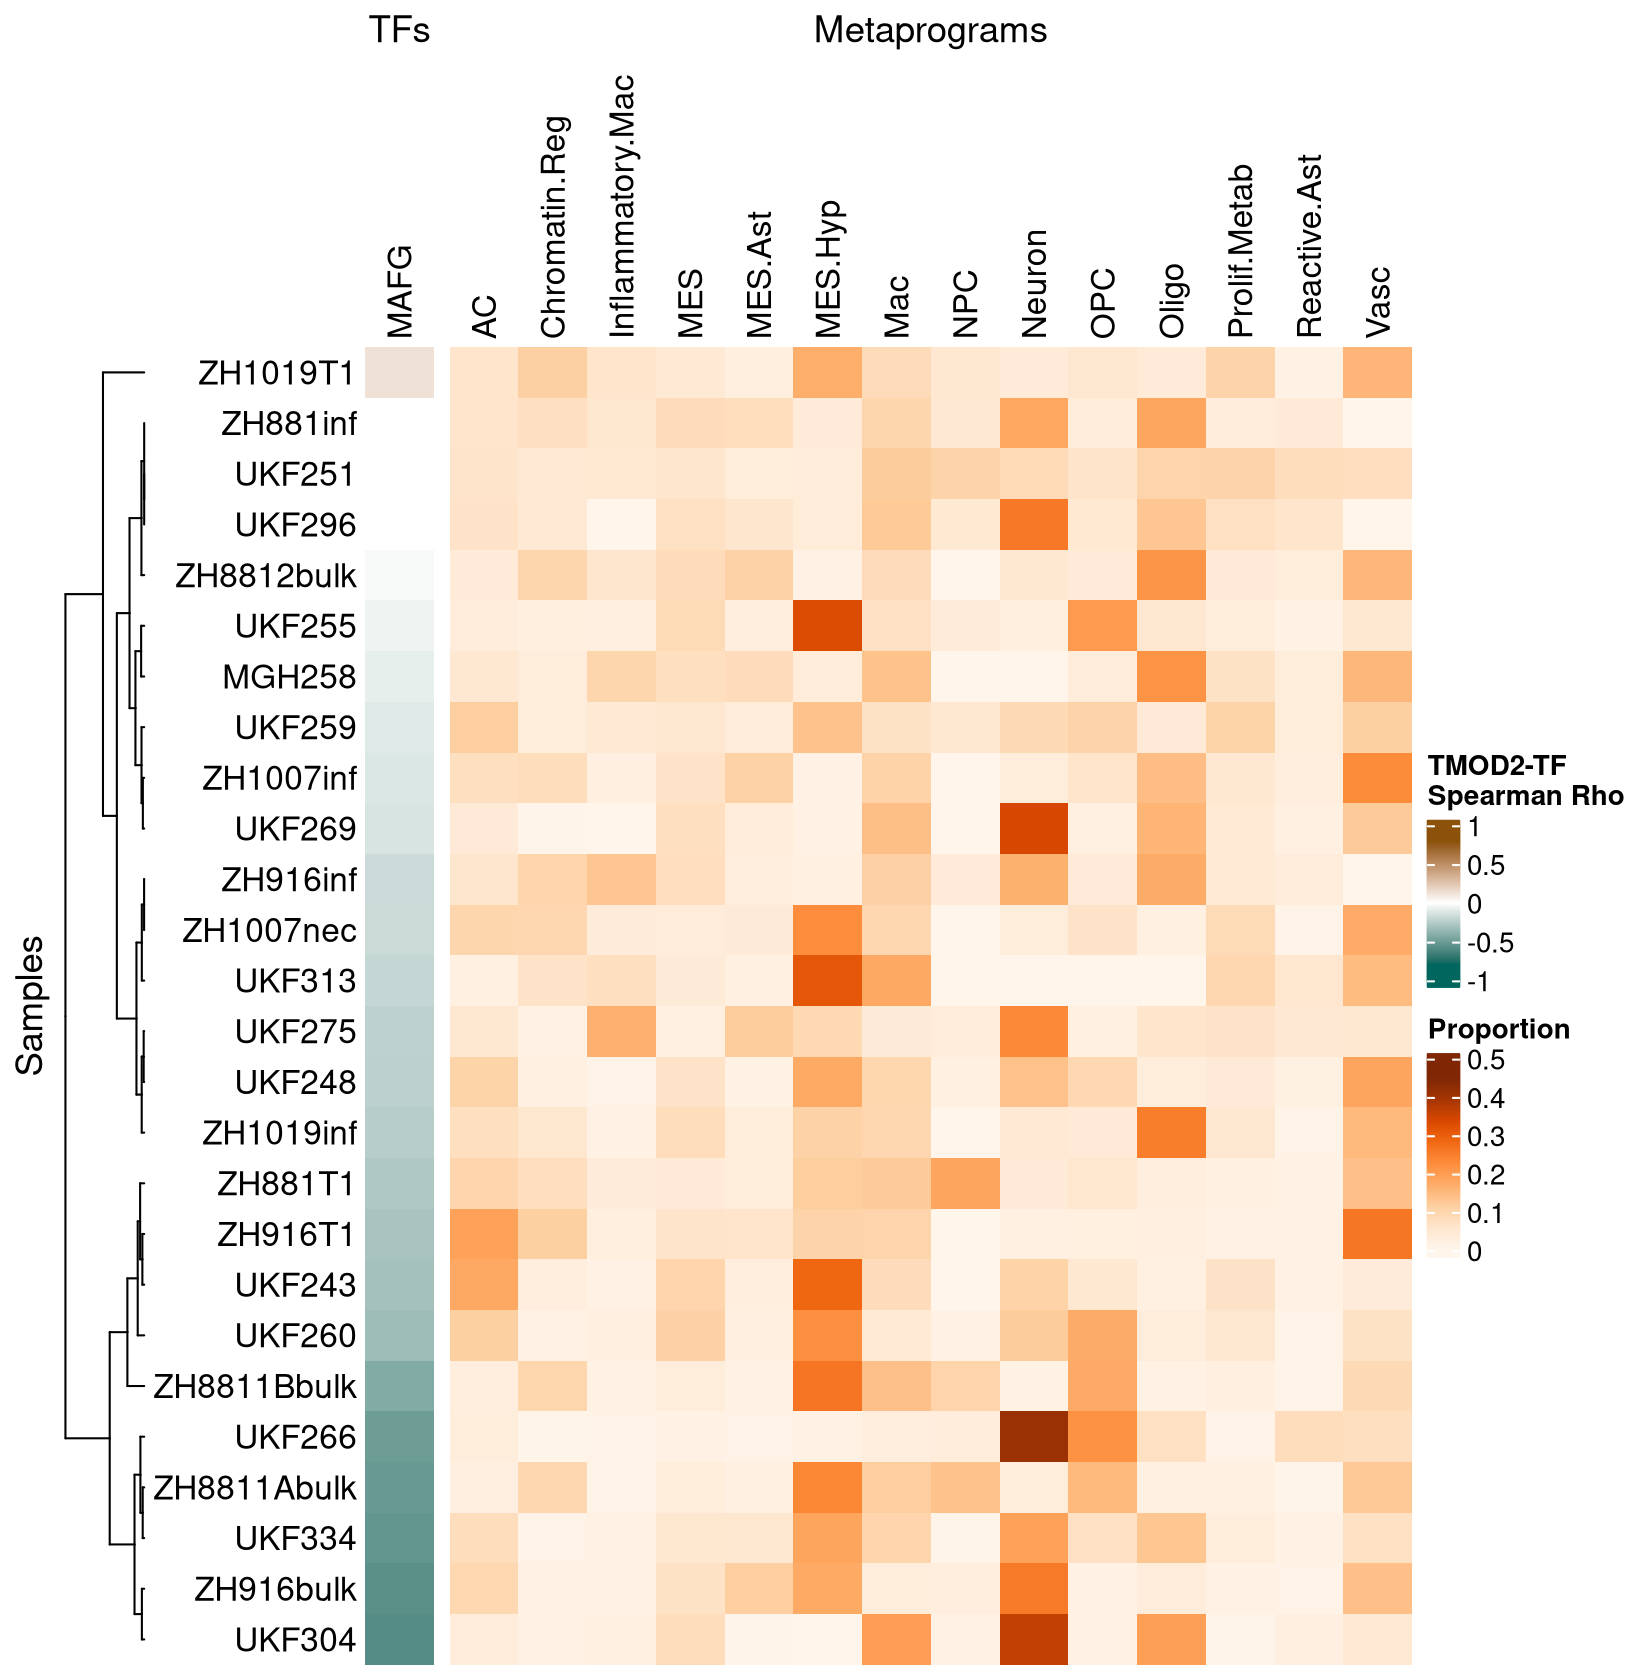 TFs
Metaprograms
MAFG
AC
Chromatin.Reg
Inflammatory.Mac
MES
MES.Ast
MES.Hyp
Mac
NPC
Neuron
OPC
Oligo
Prolif.Metab
Reactive.Ast
Vasc
Samples
ZH1019T1
ZH881inf
UKF251
UKF296
ZH8812bulk
UKF255
MGH258
UKF259
ZH1007inf
UKF269
ZH916inf
ZH1007nec
UKF313
UKF275
UKF248
ZH1019inf
ZH881T1
ZH916T1
UKF243
UKF260
ZH8811Bbulk
UKF266
ZH8811Abulk
UKF334
ZH916bulk
UKF304
TMOD2-TF
Spearman Rho
1
0.5
0
-0.5
-1
Proportion
0.5
0.4
0.3
0.2
0.1
0